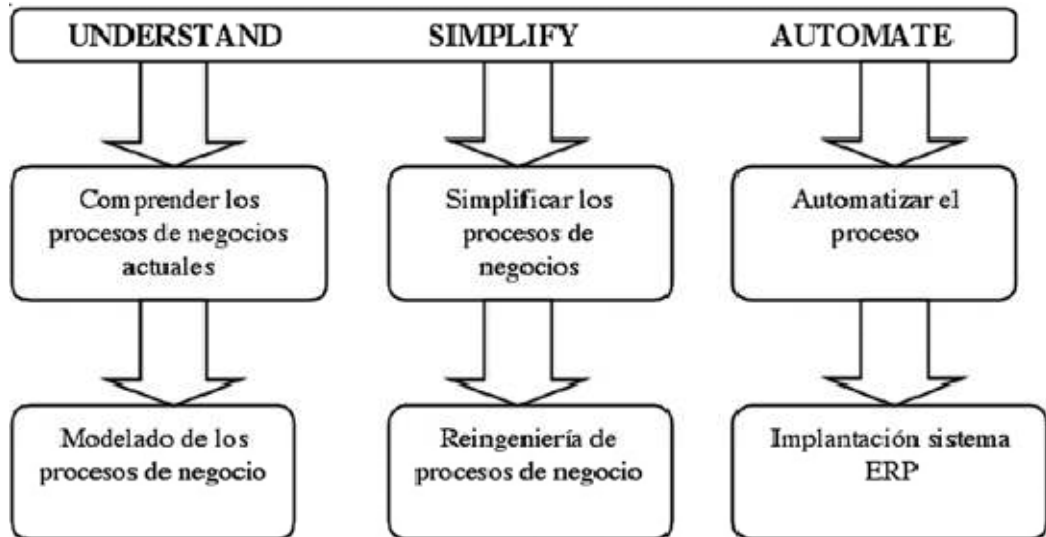 UNDERSTAND SIMPLIFY AUTOMATE
Comprender los
procesos de negocios
actuales
Simplificar los
procesos de
negocios
Automatizar el
proceso
Modelado de los
procesos de negocio
Reingeniería de
procesos de negocio
Implantación sistema
ERP